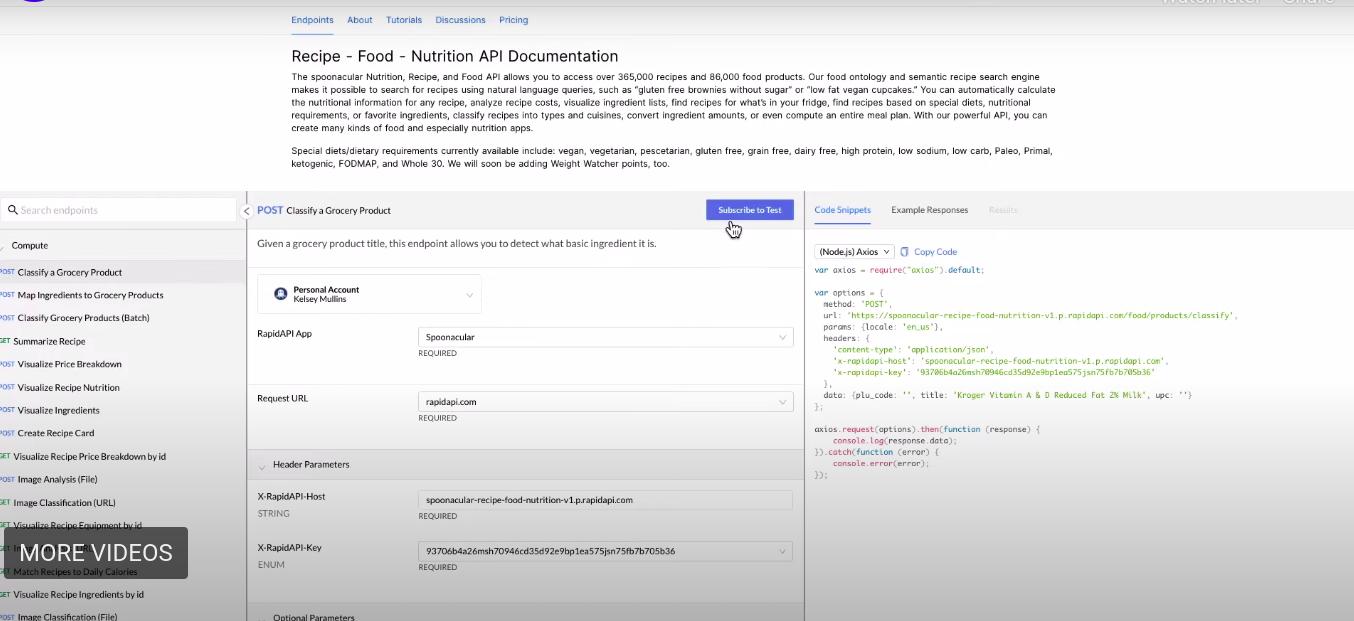 Endpoints About Tutorials Discussions Pricing
Recipe - Food - Nutrition API Documentation
The spoonacular Nutrition, Recipe, and Food API allows you to access over 365,000 recipes and 86,000 food products. Our food ontology and semantic recipe search engine
makes it possible to search for recipes using natural language queries, such as “gluten free brownies without sugar” or “low fat vegan cupcakes.” You can automatically calculate
the nutritional information for any recipe, analyze recipe costs, visualize ingredient lists, find recipes for what’s in your fridge, find recipes based on special diets, nutritional
requirements, or favorite ingredients, classify recipes into types and cuisines, convert ingredient amounts, or even compute an entire meal plan. With our powerful API, you can
create many kinds of food and especially nutrition apps.
Special diets/dietary requirements currently available include: vegan, vegetarian, pescetarian, gluten free, grain free, dairy free, high protein, low sodium, low carb, Paleo, Primal,
ketogenic, FODMAP, and Whole 30. We will soon be adding Weight Watcher points, too.
Search endpoints
Compute
POST Classify a Grocery Product
POST Map Ingredients to Grocery Products
POST Classify Grocery Products (Batch)
GET Summarize Recipe
POST Visualize Price Breakdown
POST Visualize Recipe Nutrition
POST Visualize Ingredients
POST Create Recipe Card
GET Visualize Recipe Price Breakdown by id
POST Image Analysis (File)
GET Image Classification (URL)
GET Visualize Recipe Equipment by id
MORE VIDEOS
GET Match Recipes to Daily Calories
GET Visualize Recipe Ingredients by id
POST Image Classification (File)
POST Classify a Grocery Product
Subscribe to Test
Given a grocery product title, this endpoint allows you to detect what basic ingredient it is.
Personal Account
Kelsey Mullins
RapidAPI App
Spoonacular
REQUIRED
Request URL
rapidapi.com
REQUIRED
Header Parameters
X-RapidAPI-Host
STRING
spoonacular-recipe-food-nutrition-v1.p.rapidapi.com
REQUIRED
X-RapidAPI-Key
ENUM
93706b4a26msh70946cd35d92e9bp1ea575jsn75fb7b705b36
REQUIRED
Optional Parameters
Code Snippets Example Responses Results
(Node.js) Axios Copy Code
var axios = require("axios").default;
var options = {
method: 'POST',
url: 'https://spoonacular-recipe-food-nutrition-v1.p.rapidapi.com/food/products/classify',
params: {locale: 'en_us'},
headers: {
'content-type': 'application/json',
'x-rapidapi-host': 'spoonacular-recipe-food-nutrition-v1.p.rapidapi.com',
'x-rapidapi-key': '93706b4a26msh70946cd35d92e9bp1ea575jsn75fb7b705b36'
},
data: {plu_code: '', title: 'Kroger Vitamin A & D Reduced Fat 2% Milk', upc: ''}
};
axios.request(options).then(function (response) {
console.log(response.data);
}).catch(function (error) {
console.error(error);
});